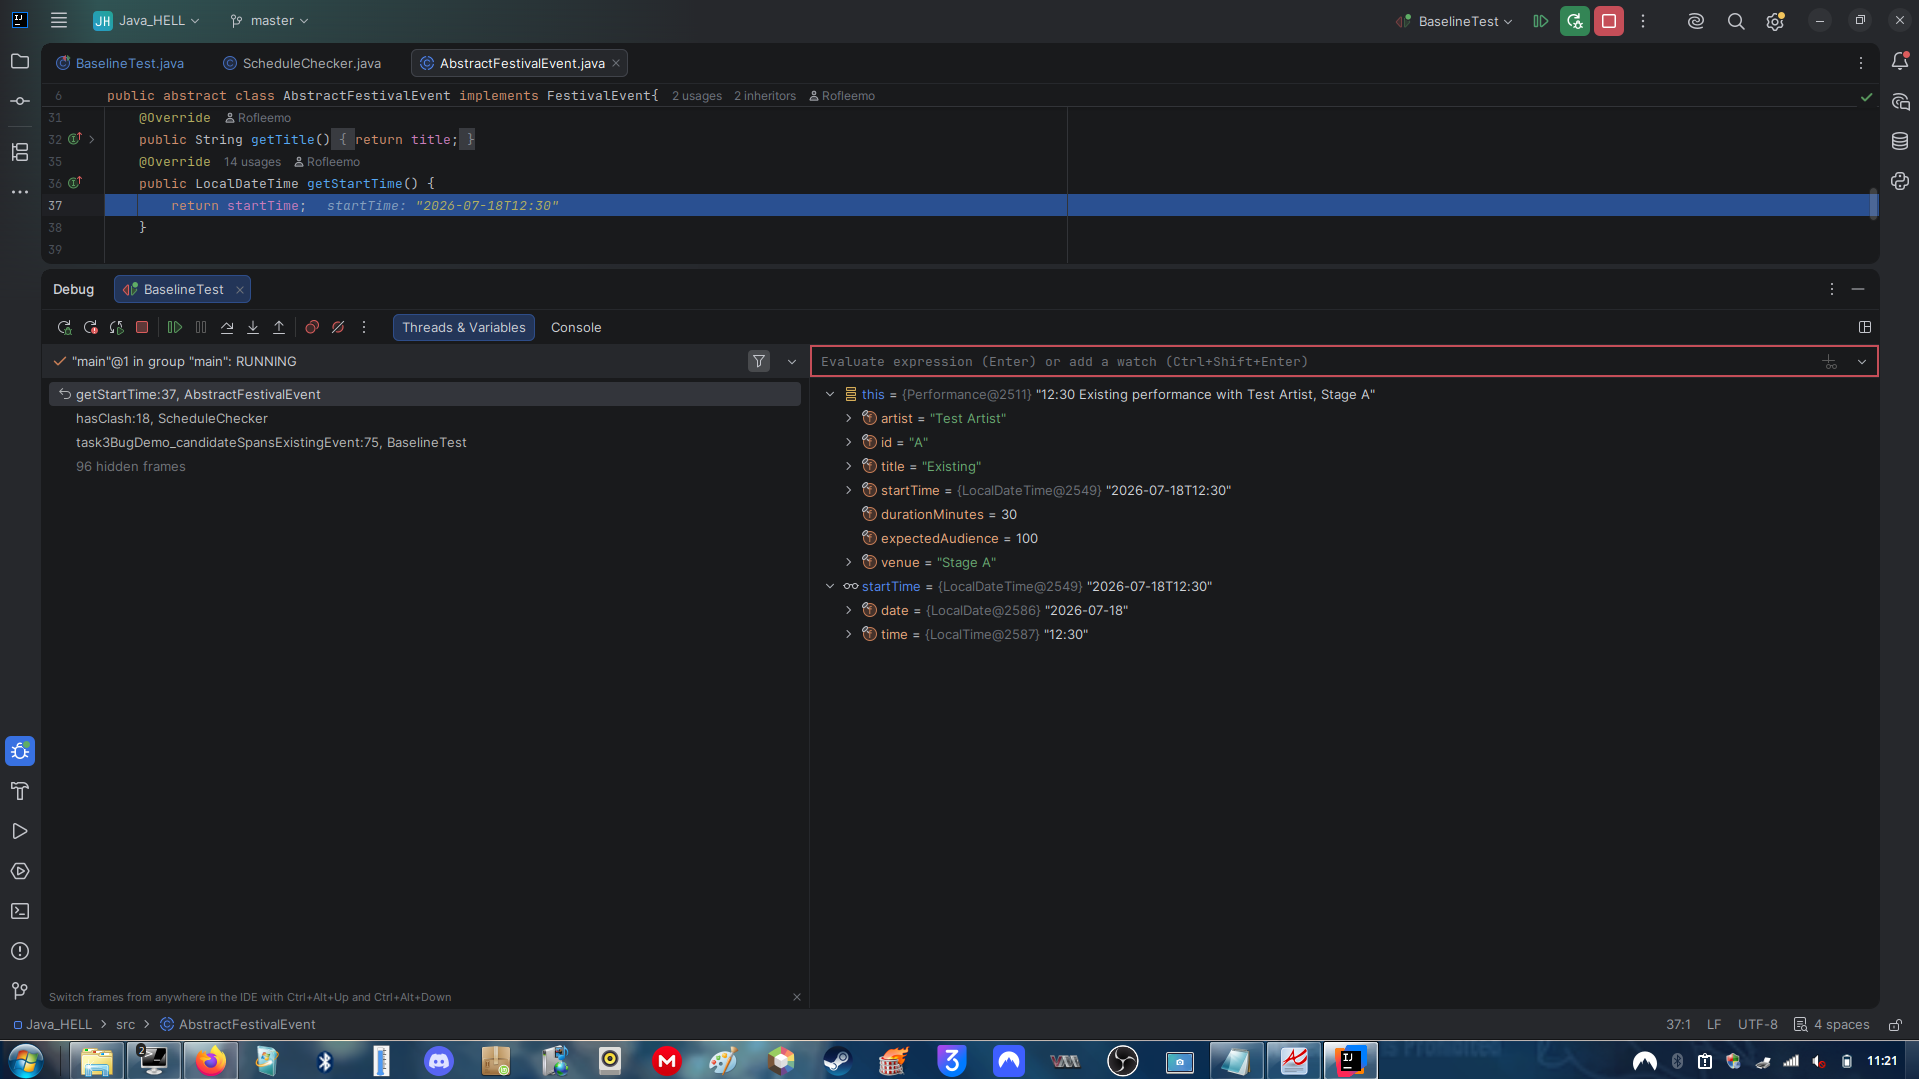 JH Java_HELL master BaselineTest
BaselineTest.java ScheduleChecker.java AbstractFestivalEvent.java
6 public abstract class AbstractFestivalEvent implements FestivalEvent{ 2 usages 2 inheritors Rofleemo
31 @Override Rofleemo
32 public String getTitle() { return title; }
35 @Override 14 usages Rofleemo
36 public LocalDateTime getStartTime() {
37 return startTime; startTime: "2026-07-18T12:30"
38 }
39
Debug BaselineTest
Threads & Variables Console
"main"@1 in group "main": RUNNING
Evaluate expression (Enter) or add a watch (Ctrl+Shift+Enter)
getStartTime:37, AbstractFestivalEvent
hasClash:18, ScheduleChecker
task3BugDemo_candidateSpansExistingEvent:75, BaselineTest
96 hidden frames
this = {Performance@2511} "12:30 Existing performance with Test Artist, Stage A"
artist = "Test Artist"
id = "A"
title = "Existing"
startTime = {LocalDateTime@2549} "2026-07-18T12:30"
durationMinutes = 30
expectedAudience = 100
venue = "Stage A"
startTime = {LocalDateTime@2549} "2026-07-18T12:30"
date = {LocalDate@2586} "2026-07-18"
time = {LocalTime@2587} "12:30"
Switch frames from anywhere in the IDE with Ctrl+Alt+Up and Ctrl+Alt+Down
Java_HELL > src > AbstractFestivalEvent 37:1 LF UTF-8 4 spaces
11:21